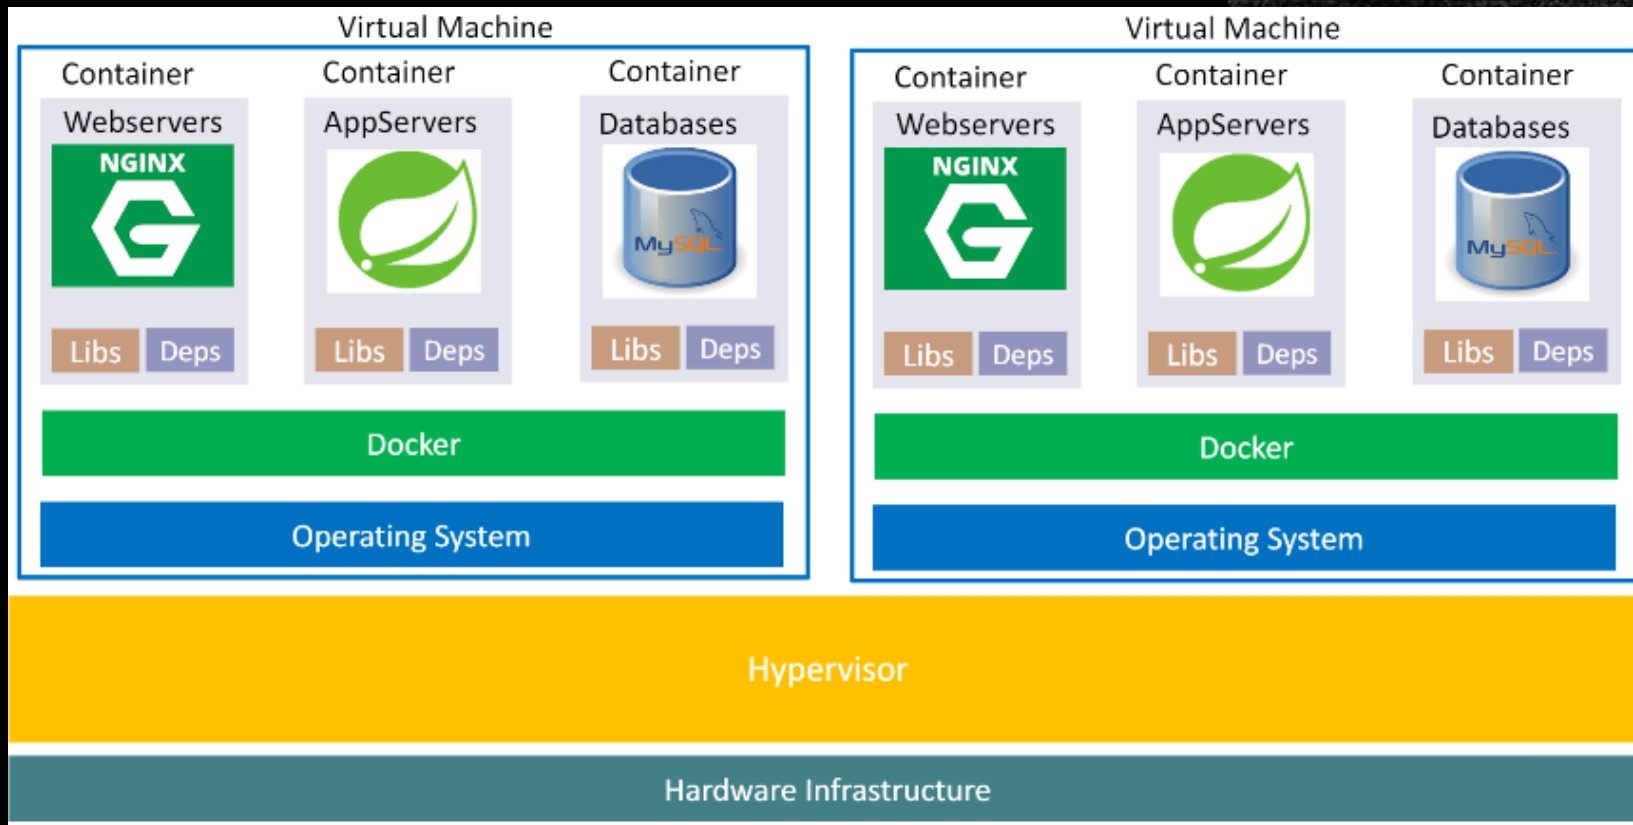 Virtual Machine
Container
Container
Container
Webservers
AppServers
Databases
NGINX
MySQL
Libs
Deps
Libs
Deps
Libs
Deps
Docker
Operating System
Virtual Machine
Container
Container
Container
Webservers
AppServers
Databases
NGINX
MySQL
Libs
Deps
Libs
Deps
Libs
Deps
Docker
Operating System
Hypervisor
Hardware Infrastructure